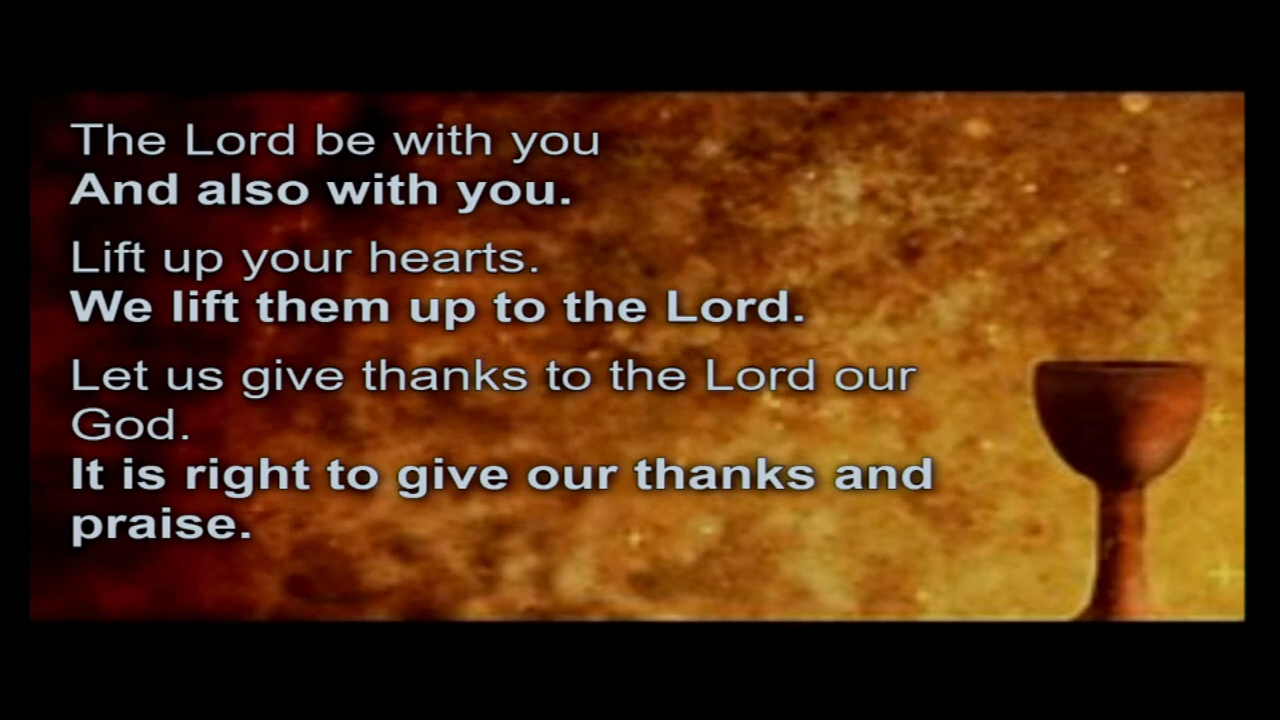 The Lord be with you
And also with you.
Lift up your hearts.
We lift them up to the Lord.
Let us give thanks to the Lord our
God.
It is right to give our thanks and
praise.